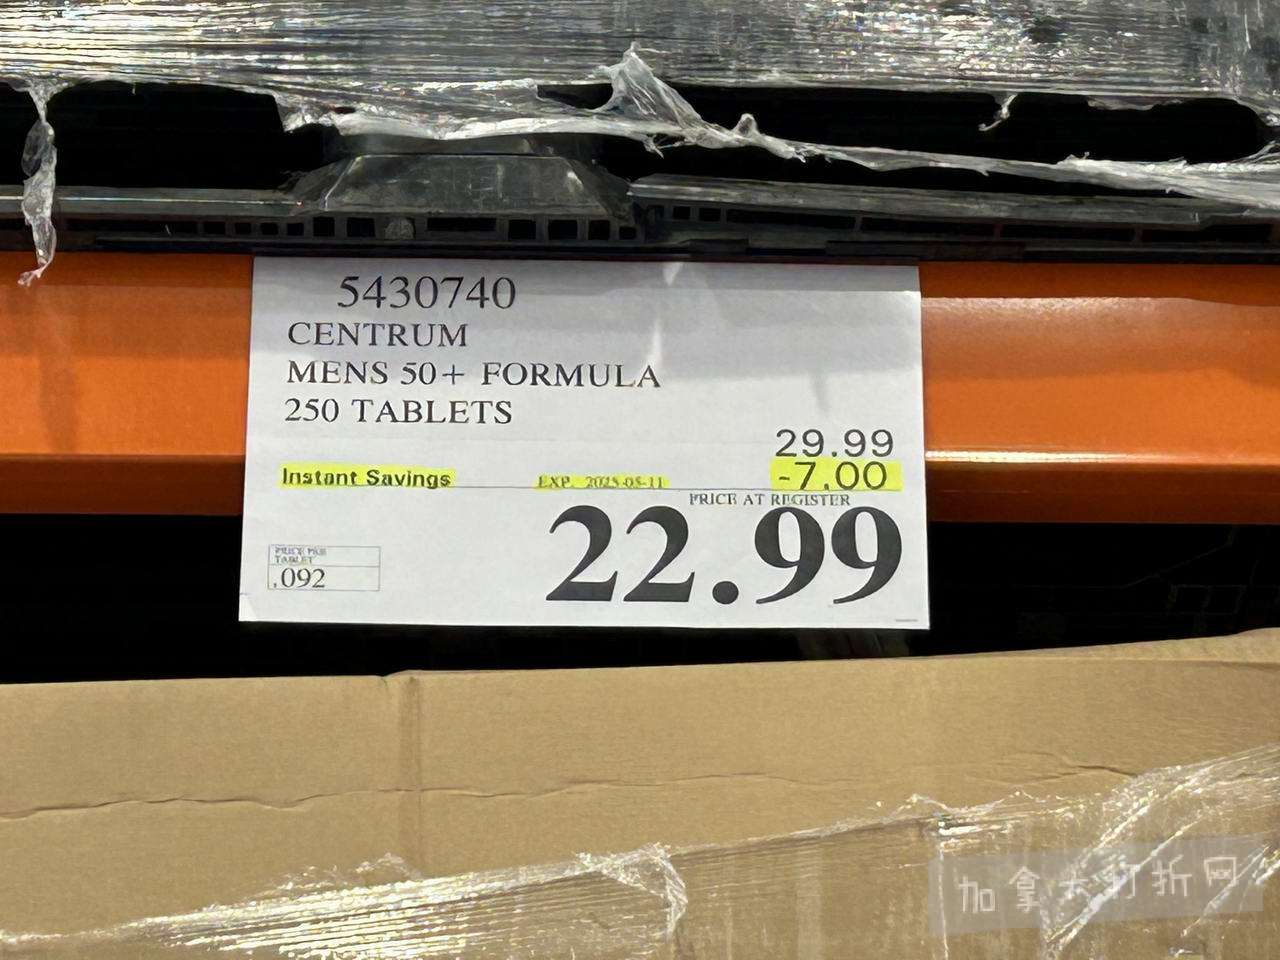 5430740
CENTRUM
MENS 50+ FORMULA
250 TABLETS
29.99
Instant Savings EXP. 2025-05-11 -7.00
PRICE AT REGISTER
22.99
PRICE PER
TABLET
.092
加拿大打折网